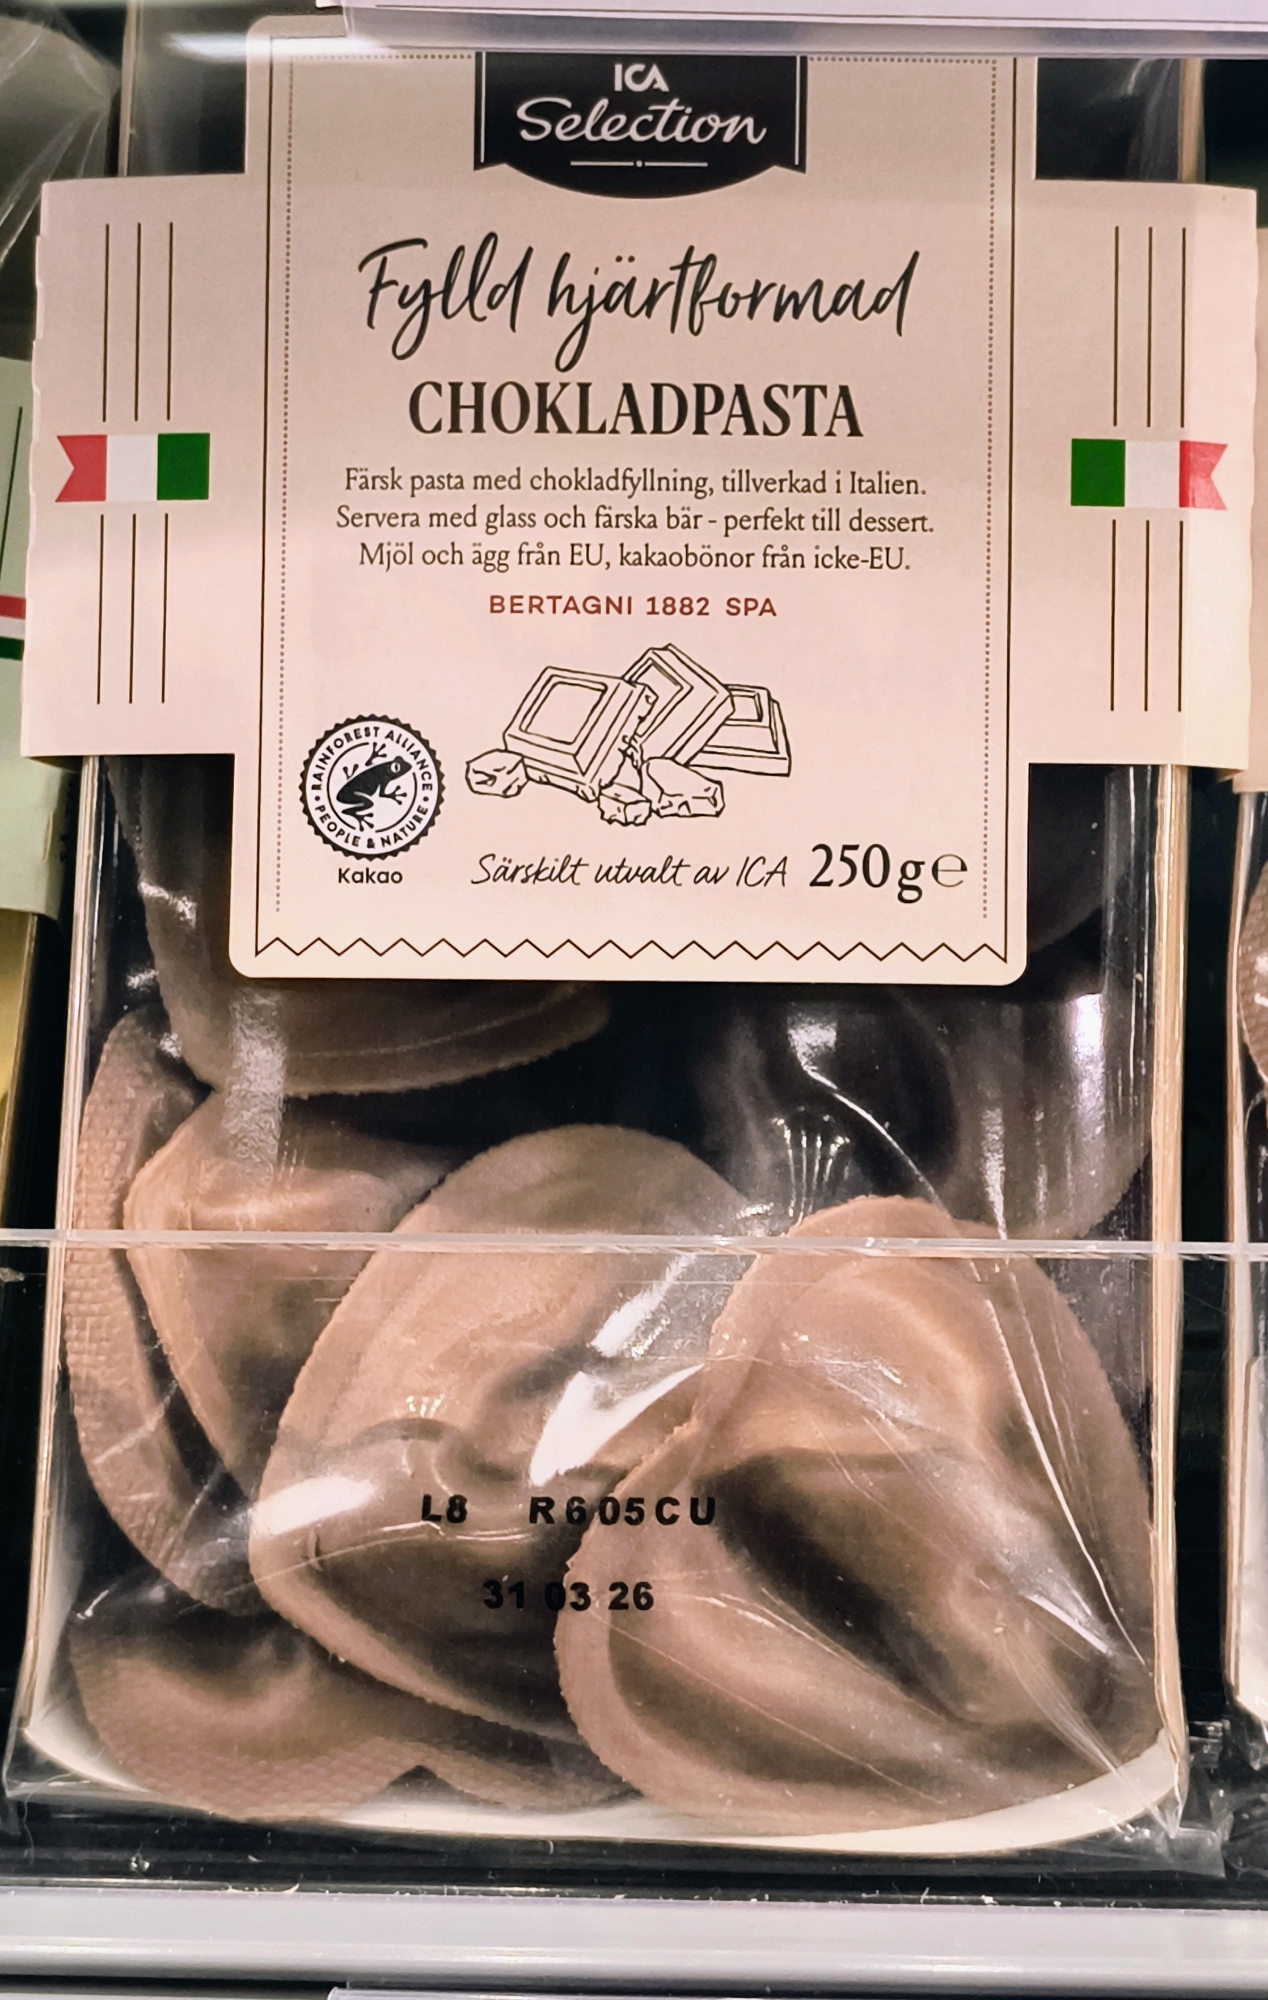 ICA
Selection
Fylld hjärtformad
CHOKLADPASTA
Färsk pasta med chokladfyllning, tillverkad i Italien.
Servera med glass och färska bär - perfekt till dessert.
Mjöl och ägg från EU, kakaobönor från icke-EU.
BERTAGNI 1882 SPA
RAINFOREST ALLIANCE
PEOPLE & NATURE
Kakao
Särskilt utvalt av ICA 250g℮
L8 R605CU
31 03 26